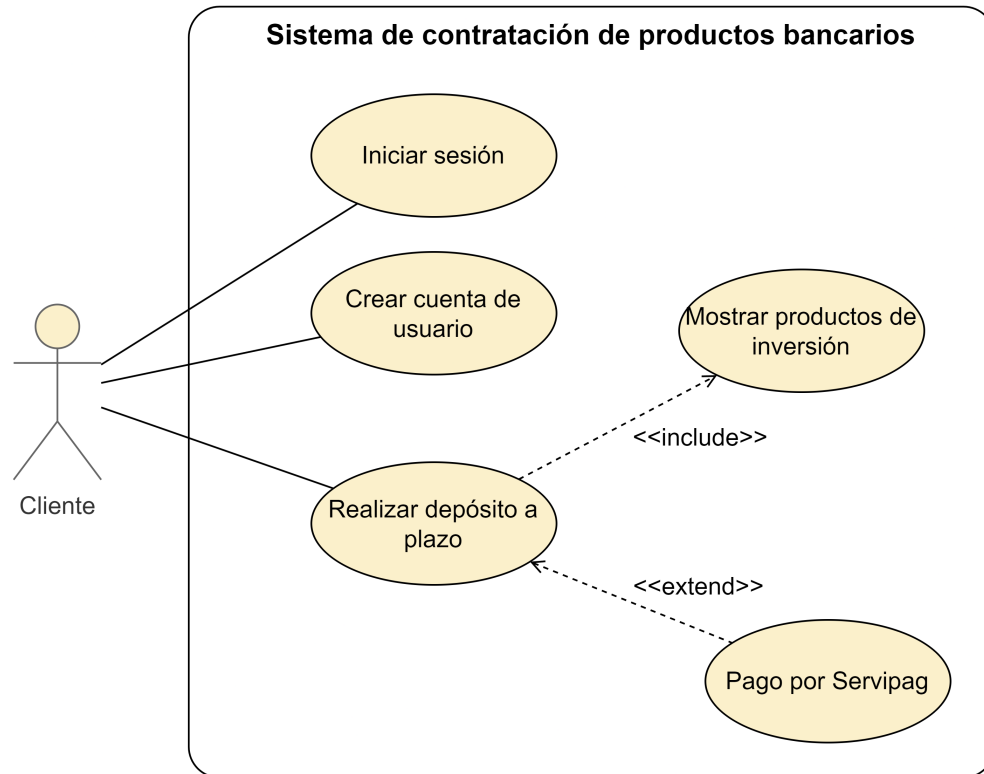 Sistema de contratación de productos bancarios
Iniciar sesión
Crear cuenta de
usuario
Mostrar productos de
inversión
<<include>>
Cliente
Realizar depósito a
plazo
<<extend>>
Pago por Servipag